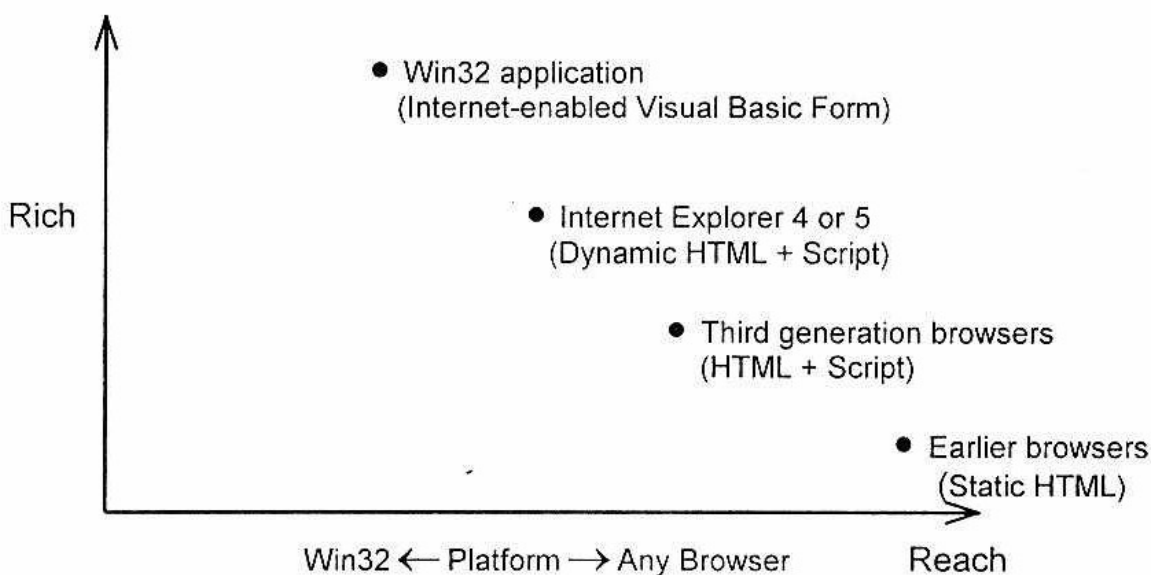 Win32 application
(Internet-enabled Visual Basic Form)
Rich
Internet Explorer 4 or 5
(Dynamic HTML + Script)
Third generation browsers
(HTML + Script)
Earlier browsers
(Static HTML)
Win32 ← Platform → Any Browser Reach